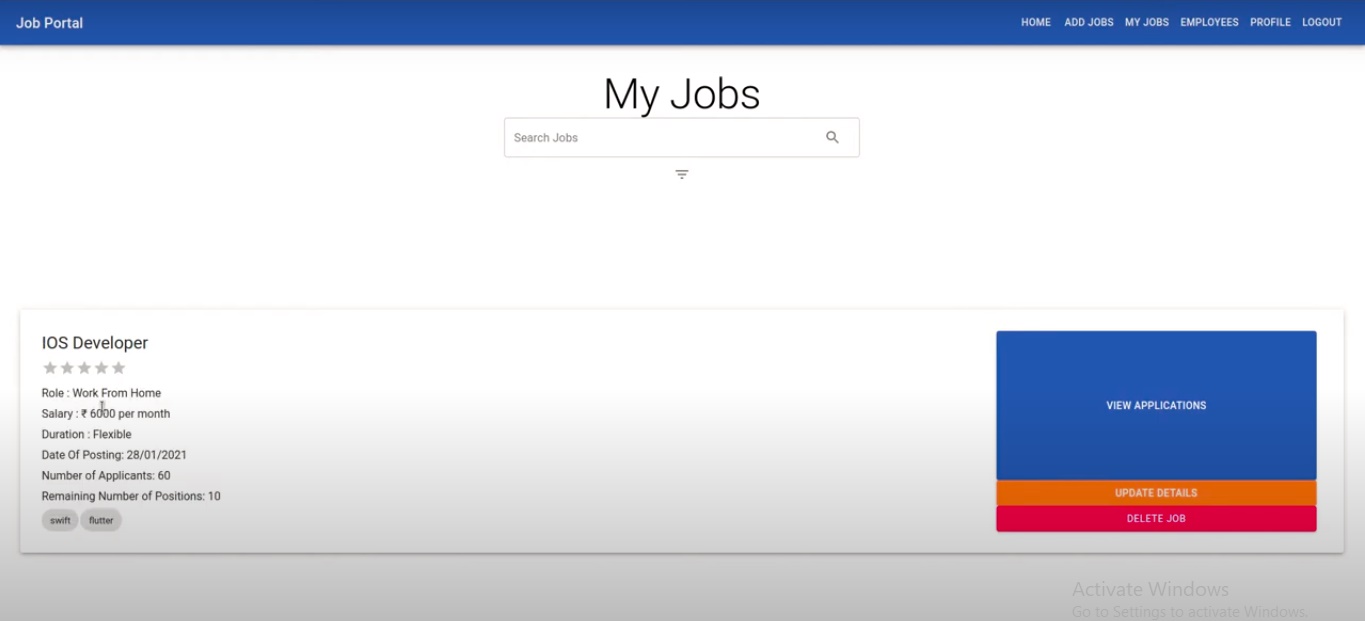 Job Portal
HOME ADD JOBS MY JOBS EMPLOYEES PROFILE LOGOUT
My Jobs
Search Jobs
IOS Developer
Role : Work From Home
Salary : ₹ 6000 per month
Duration : Flexible
Date Of Posting: 28/01/2021
Number of Applicants: 60
Remaining Number of Positions: 10
swift flutter
VIEW APPLICATIONS
UPDATE DETAILS
DELETE JOB
Activate Windows
Go to Settings to activate Windows.